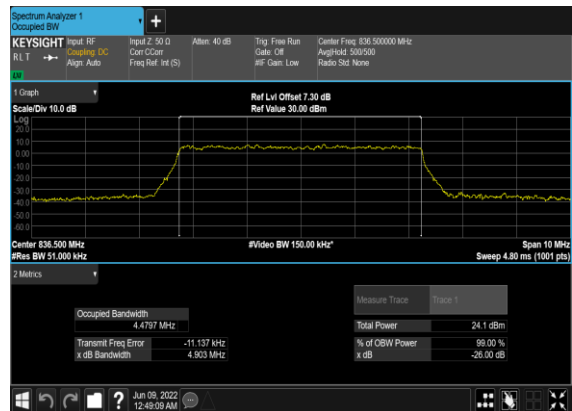 Spectrum Analyzer 1
Occupied BW
+
KEYSIGHT Input: RF Input Z: 50 Ω Atten: 40 dB Trig: Free Run Center Freq: 836.500000 MHz
RLT Coupling: DC Corr CCorr Gate: Off Avg|Hold: 500/500
Align: Auto Freq Ref: Int (S) #IF Gain: Low Radio Std: None
1 Graph
Ref Lvl Offset 7.30 dB
Scale/Div 10.0 dB Ref Value 30.00 dBm
Log
20.0
10.0
0.00
-10.0
-20.0
-30.0
-40.0
-50.0
-60.0
Center 836.500 MHz #Video BW 150.00 kHz* Span 10 MHz
#Res BW 51.000 kHz Sweep 4.80 ms (1001 pts)
2 Metrics
Measure Trace Trace 1
Occupied Bandwidth
4.4797 MHz Total Power 24.1 dBm
Transmit Freq Error -11.137 kHz % of OBW Power 99.00 %
x dB Bandwidth 4.903 MHz x dB -26.00 dB
? Jun 09, 2022
12:49:09 AM